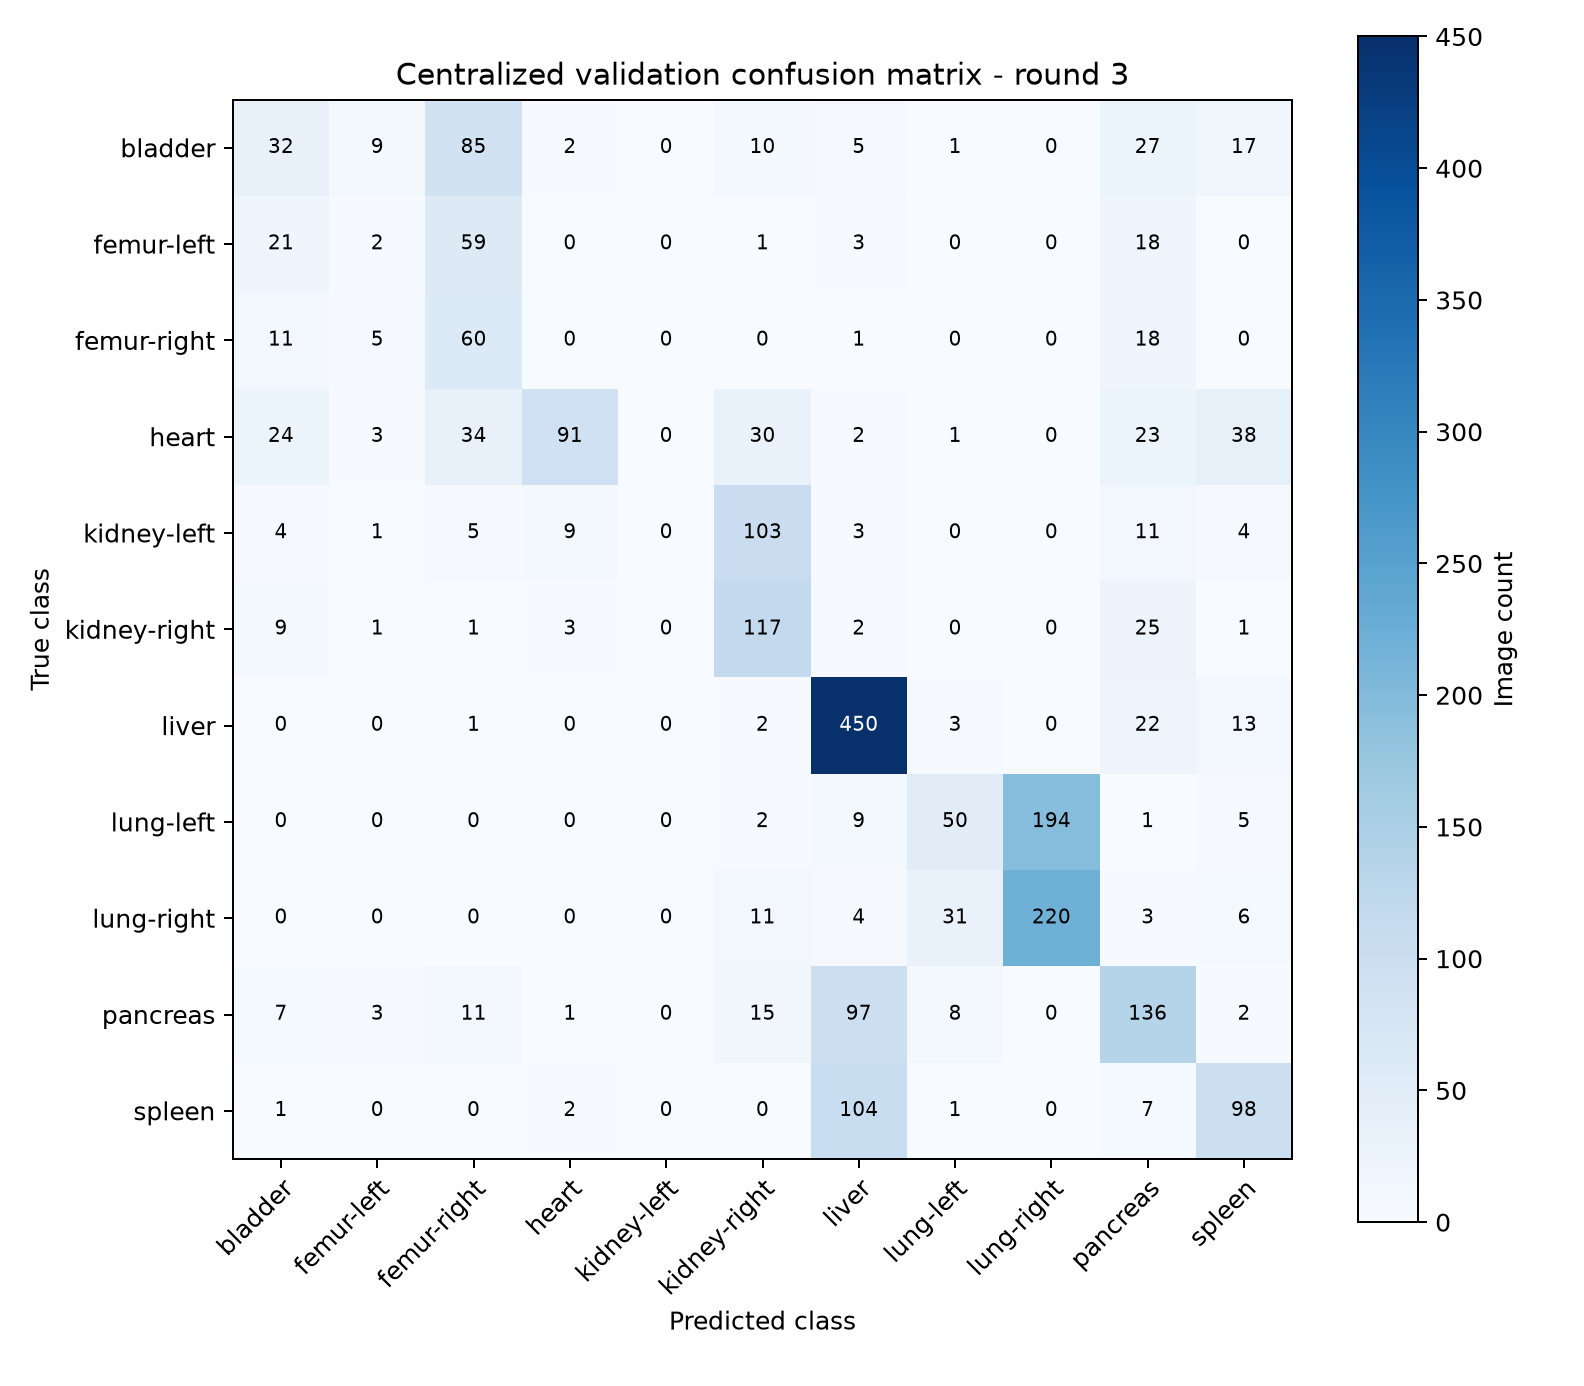 Centralized validation confusion matrix - round 3
bladder 32 9 85 2 0 10 5 1 0 27 17
femur-left 21 2 59 0 0 1 3 0 0 18 0
femur-right 11 5 60 0 0 0 1 0 0 18 0
heart 24 3 34 91 0 30 2 1 0 23 38
kidney-left 4 1 5 9 0 103 3 0 0 11 4
kidney-right 9 1 1 3 0 117 2 0 0 25 1
liver 0 0 1 0 0 2 450 3 0 22 13
lung-left 0 0 0 0 0 2 9 50 194 1 5
lung-right 0 0 0 0 0 11 4 31 220 3 6
pancreas 7 3 11 1 0 15 97 8 0 136 2
spleen 1 0 0 2 0 0 104 1 0 7 98
True class
bladder femur-left femur-right heart kidney-left kidney-right liver lung-left lung-right pancreas spleen
Predicted class
450
400
350
300
250
200
150
100
50
0
Image count